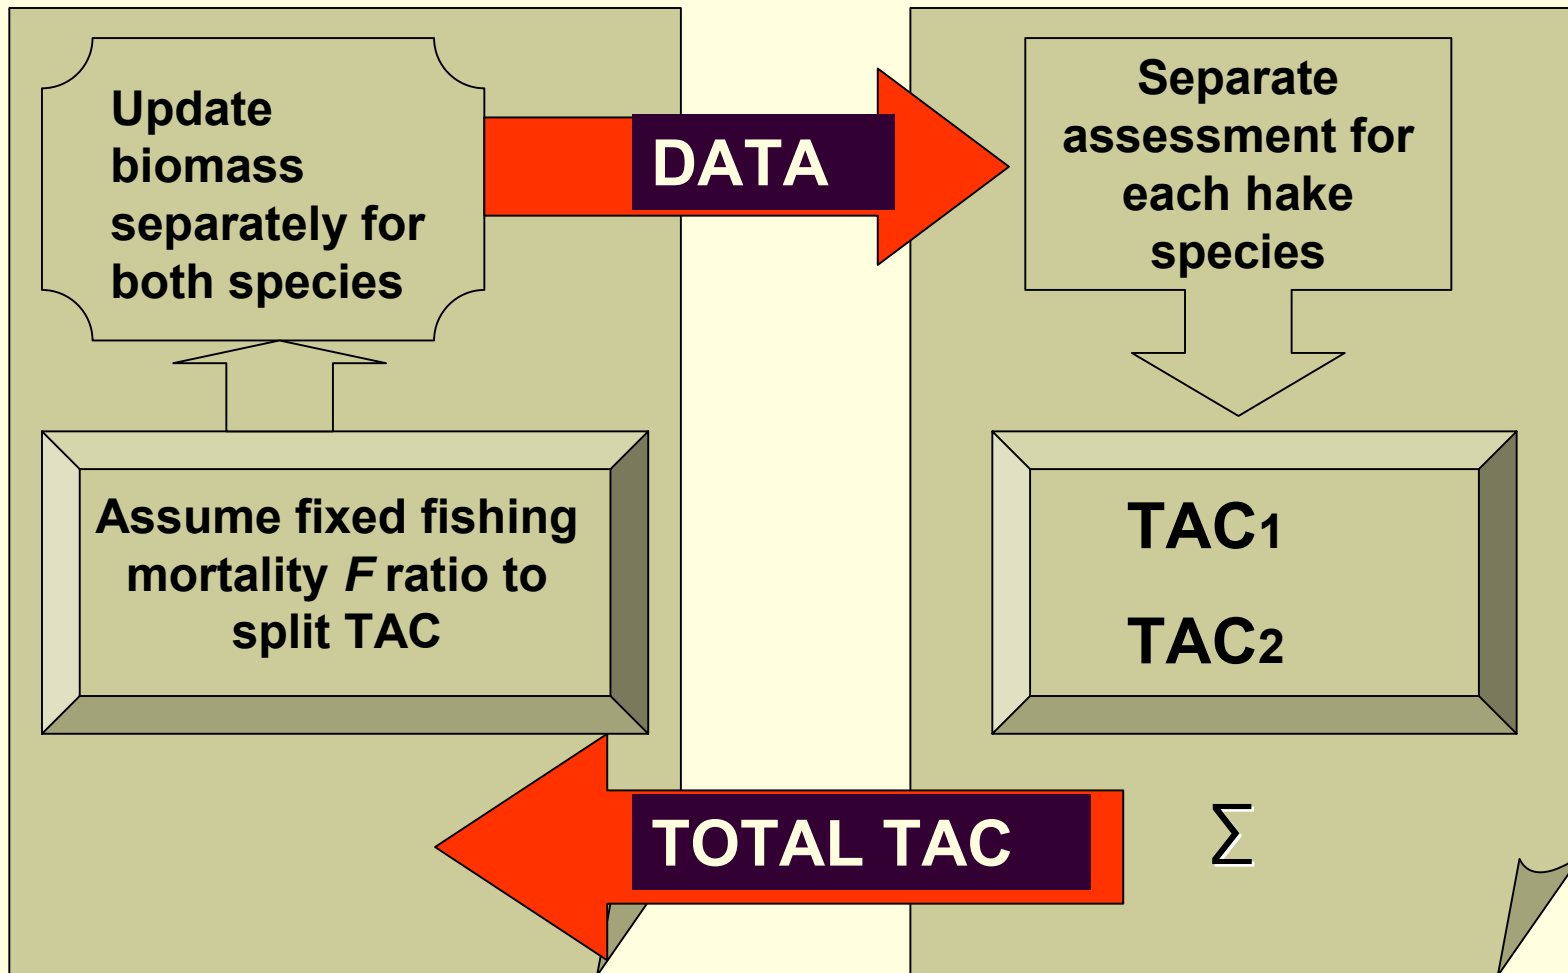 Update
biomass
separately for
both species
DATA
Separate
assessment for
each hake
species
Assume fixed fishing
mortality F ratio to
split TAC
TAC1
TAC2
TOTAL TAC
Σ